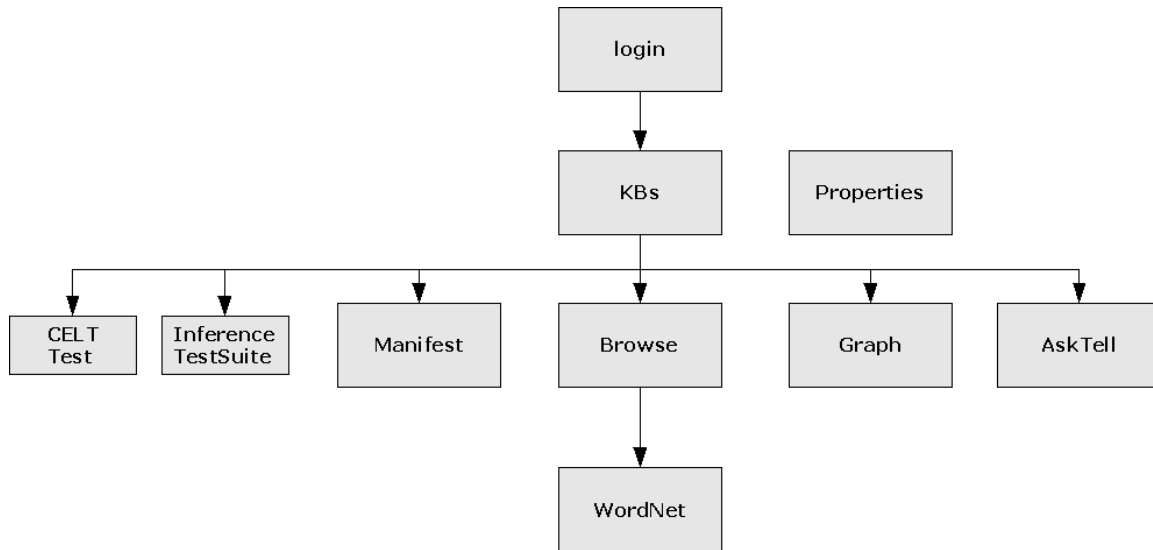 login
KBs
Properties
CELT
Test
Inference
TestSuite
Manifest
Browse
Graph
AskTell
WordNet